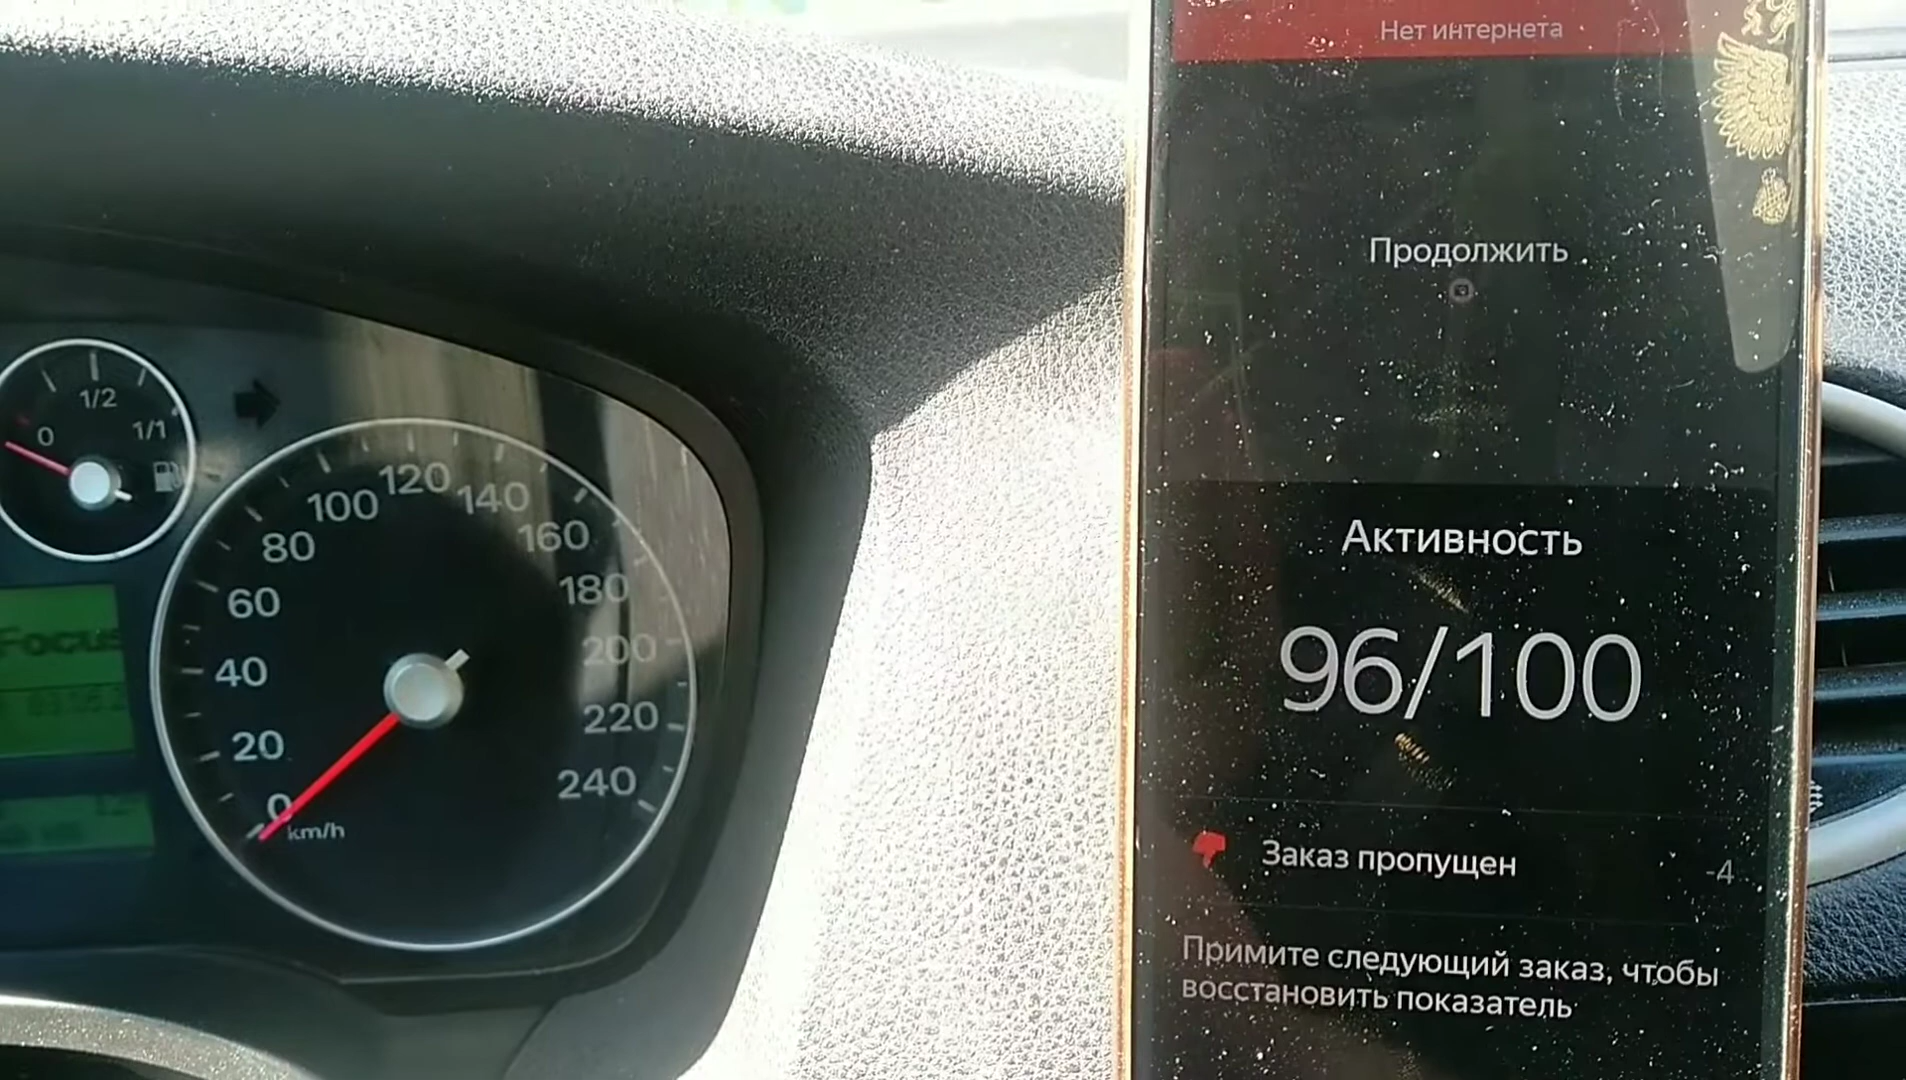 1/2
0
1/1
120
100
140
80
160
60
180
40
200
20
220
0
240
km/h
Focus
Нет интернета
Продолжить
Активность
96/100
Заказ пропущен
-4
Примите следующий заказ, чтобы
восстановить показатель